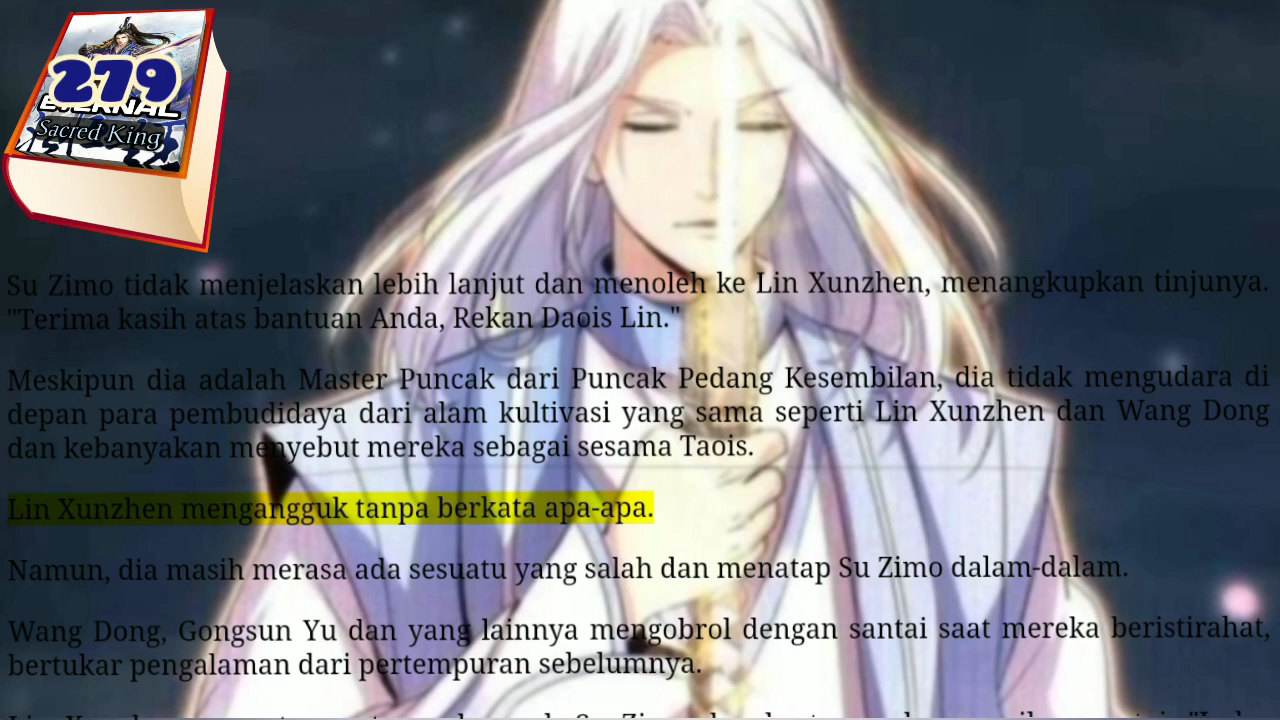 279
ETERNAL
Sacred King
Su Zimo tidak menjelaskan lebih lanjut dan menoleh ke Lin Xunzhen, menangkupkan tinjunya.
"Terima kasih atas bantuan Anda, Rekan Daois Lin."
Meskipun dia adalah Master Puncak dari Puncak Pedang Kesembilan, dia tidak mengudara di
depan para pembudidaya dari alam kultivasi yang sama seperti Lin Xunzhen dan Wang Dong
dan kebanyakan menyebut mereka sebagai sesama Taois.
Lin Xunzhen mengangguk tanpa berkata apa-apa.
Namun, dia masih merasa ada sesuatu yang salah dan menatap Su Zimo dalam-dalam.
Wang Dong, Gongsun Yu dan yang lainnya mengobrol dengan santai saat mereka beristirahat,
bertukar pengalaman dari pertempuran sebelumnya.